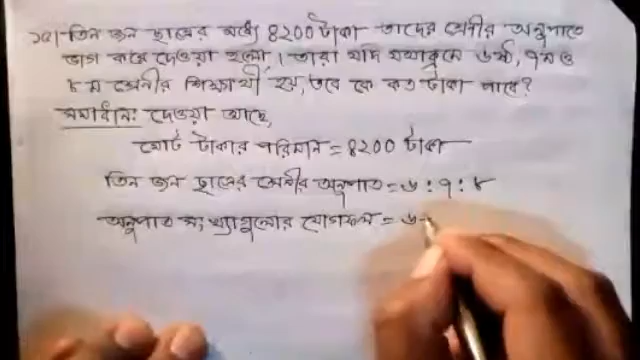 ১৫। তিন জন ছাত্রের মধ্যে ৪২০০ টাকা তাদের শ্রেণীর অনুপাতে
ভাগ করে দেওয়া হলো। তারা যদি যথাক্রমে ৬ষ্ঠ, ৭ম ও
৮ম শ্রেনীর শিক্ষার্থী হয়, তবে কে কত টাকা পাবে?
সমাধান: দেওয়া আছে,
মোট টাকার পরিমান = ৪২০০ টাকা
তিন জন ছাত্রের শ্রেণীর অনুপাত = ৬ : ৭ : ৮
অনুপাত সংখ্যাগুলোর যোগফল = ৬+